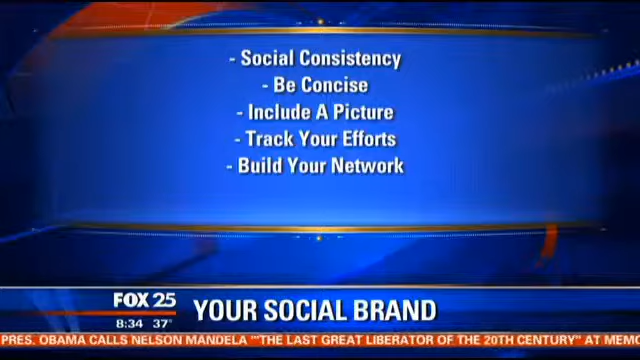 - Social Consistency
- Be Concise
- Include A Picture
- Track Your Efforts
- Build Your Network
FOX 25
8:34 37°
YOUR SOCIAL BRAND
PRES. OBAMA CALLS NELSON MANDELA '"THE LAST GREAT LIBERATOR OF THE 20TH CENTURY" AT MEMO